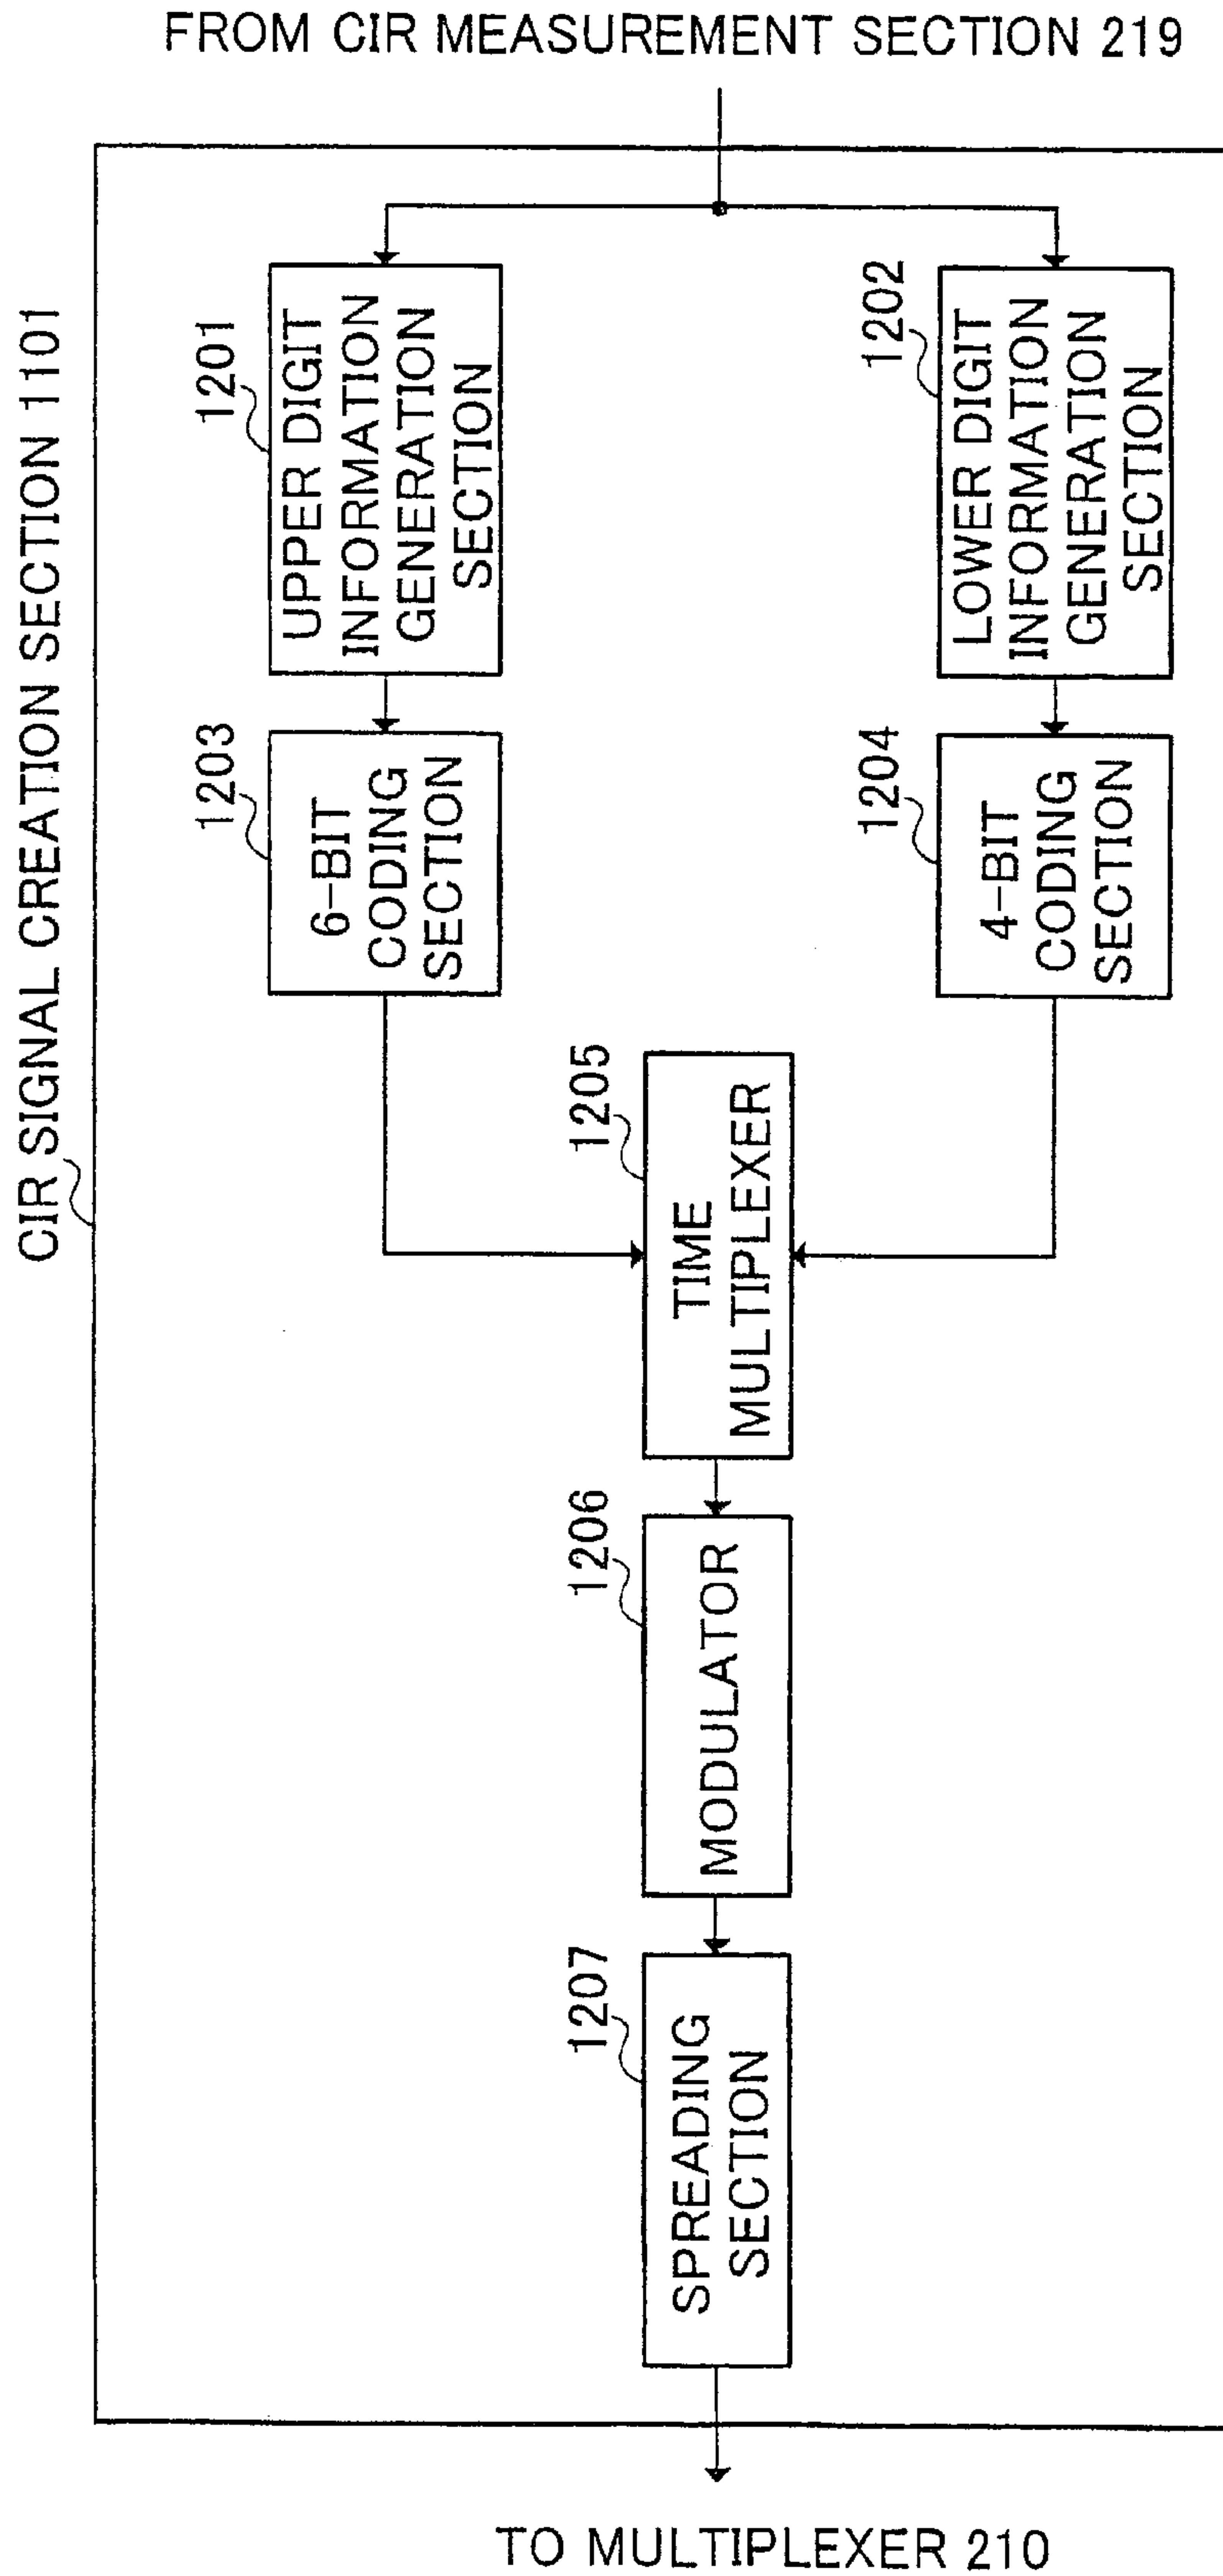 FROM CIR MEASUREMENT SECTION 219
CIR SIGNAL CREATION SECTION 1101
1201
UPPER DIGIT
INFORMATION
GENERATION
SECTION
1202
LOWER DIGIT
INFORMATION
GENERATION
SECTION
1203
6-BIT
CODING
SECTION
1204
4-BIT
CODING
SECTION
1205
TIME
MULTIPLEXER
1206
MODULATOR
1207
SPREADING
SECTION
TO MULTIPLEXER 210